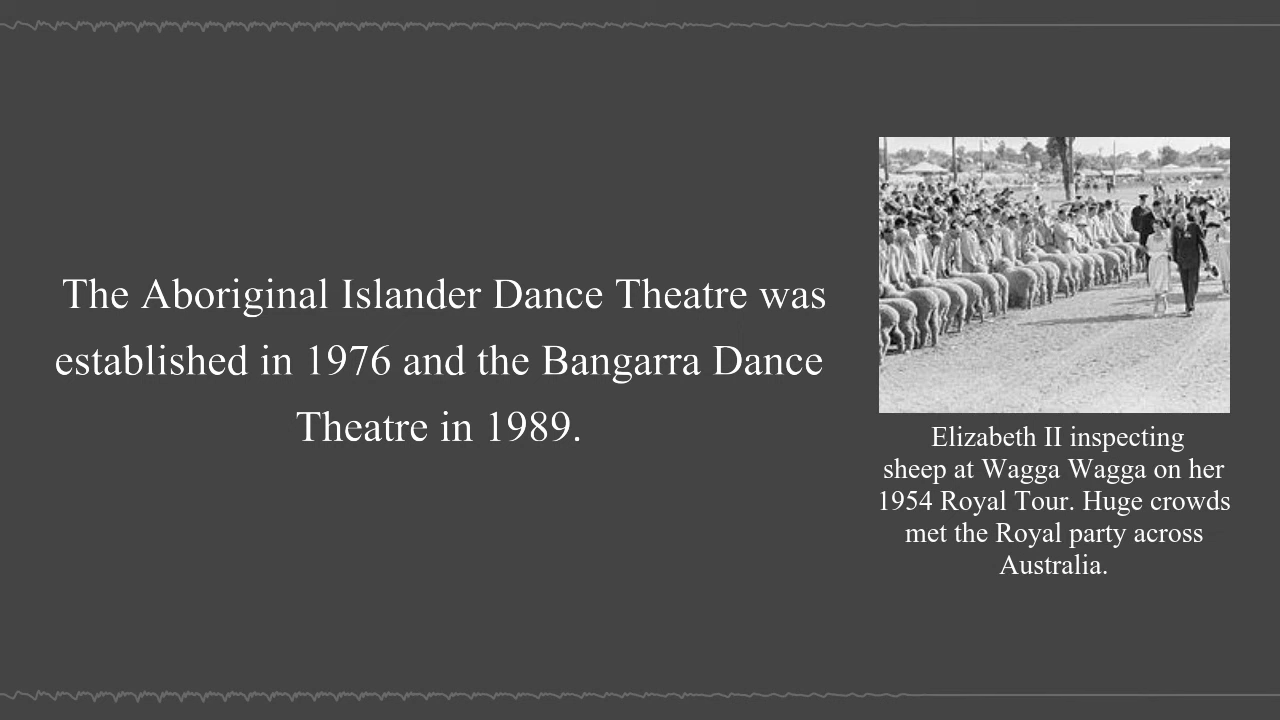 The Aboriginal Islander Dance Theatre was
established in 1976 and the Bangarra Dance
Theatre in 1989.
Elizabeth II inspecting
sheep at Wagga Wagga on her
1954 Royal Tour. Huge crowds
met the Royal party across
Australia.